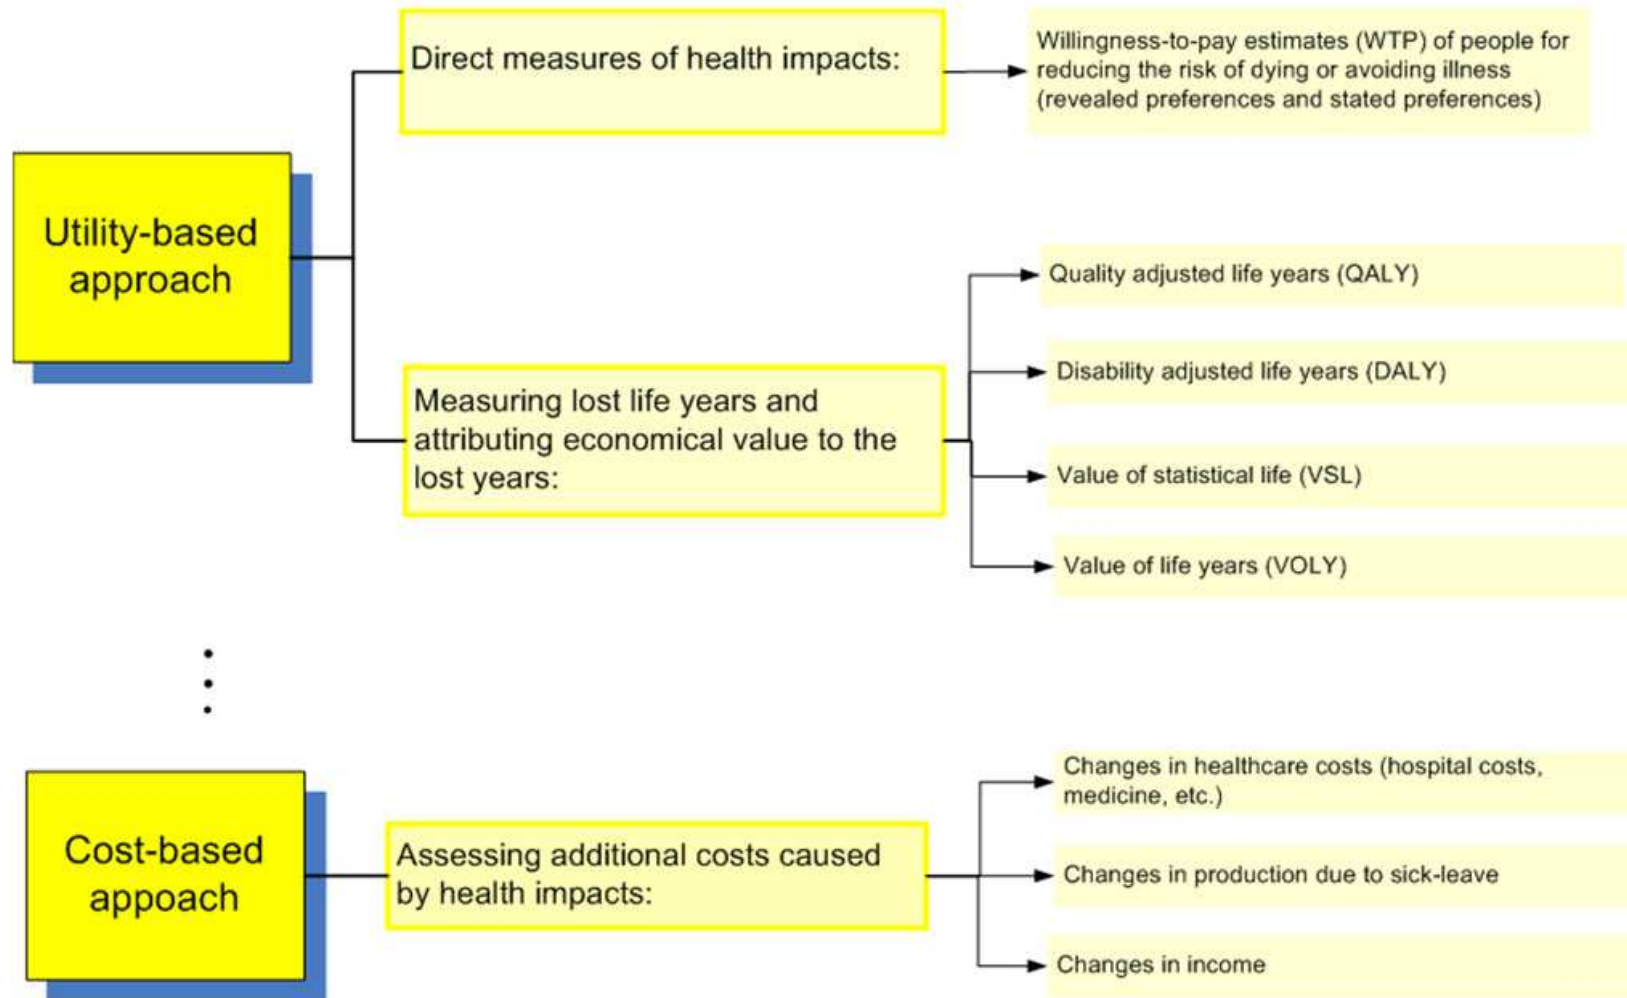 Direct measures of health impacts:
Willingness-to-pay estimates (WTP) of people for
reducing the risk of dying or avoiding illness
(revealed preferences and stated preferences)
Utility-based
approach
Measuring lost life years and
attributing economical value to the
lost years:
Quality adjusted life years (QALY)
Disability adjusted life years (DALY)
Value of statistical life (VSL)
Value of life years (VOLY)
Cost-based
appoach
Assessing additional costs caused
by health impacts:
Changes in healthcare costs (hospital costs,
medicine, etc.)
Changes in production due to sick-leave
Changes in income